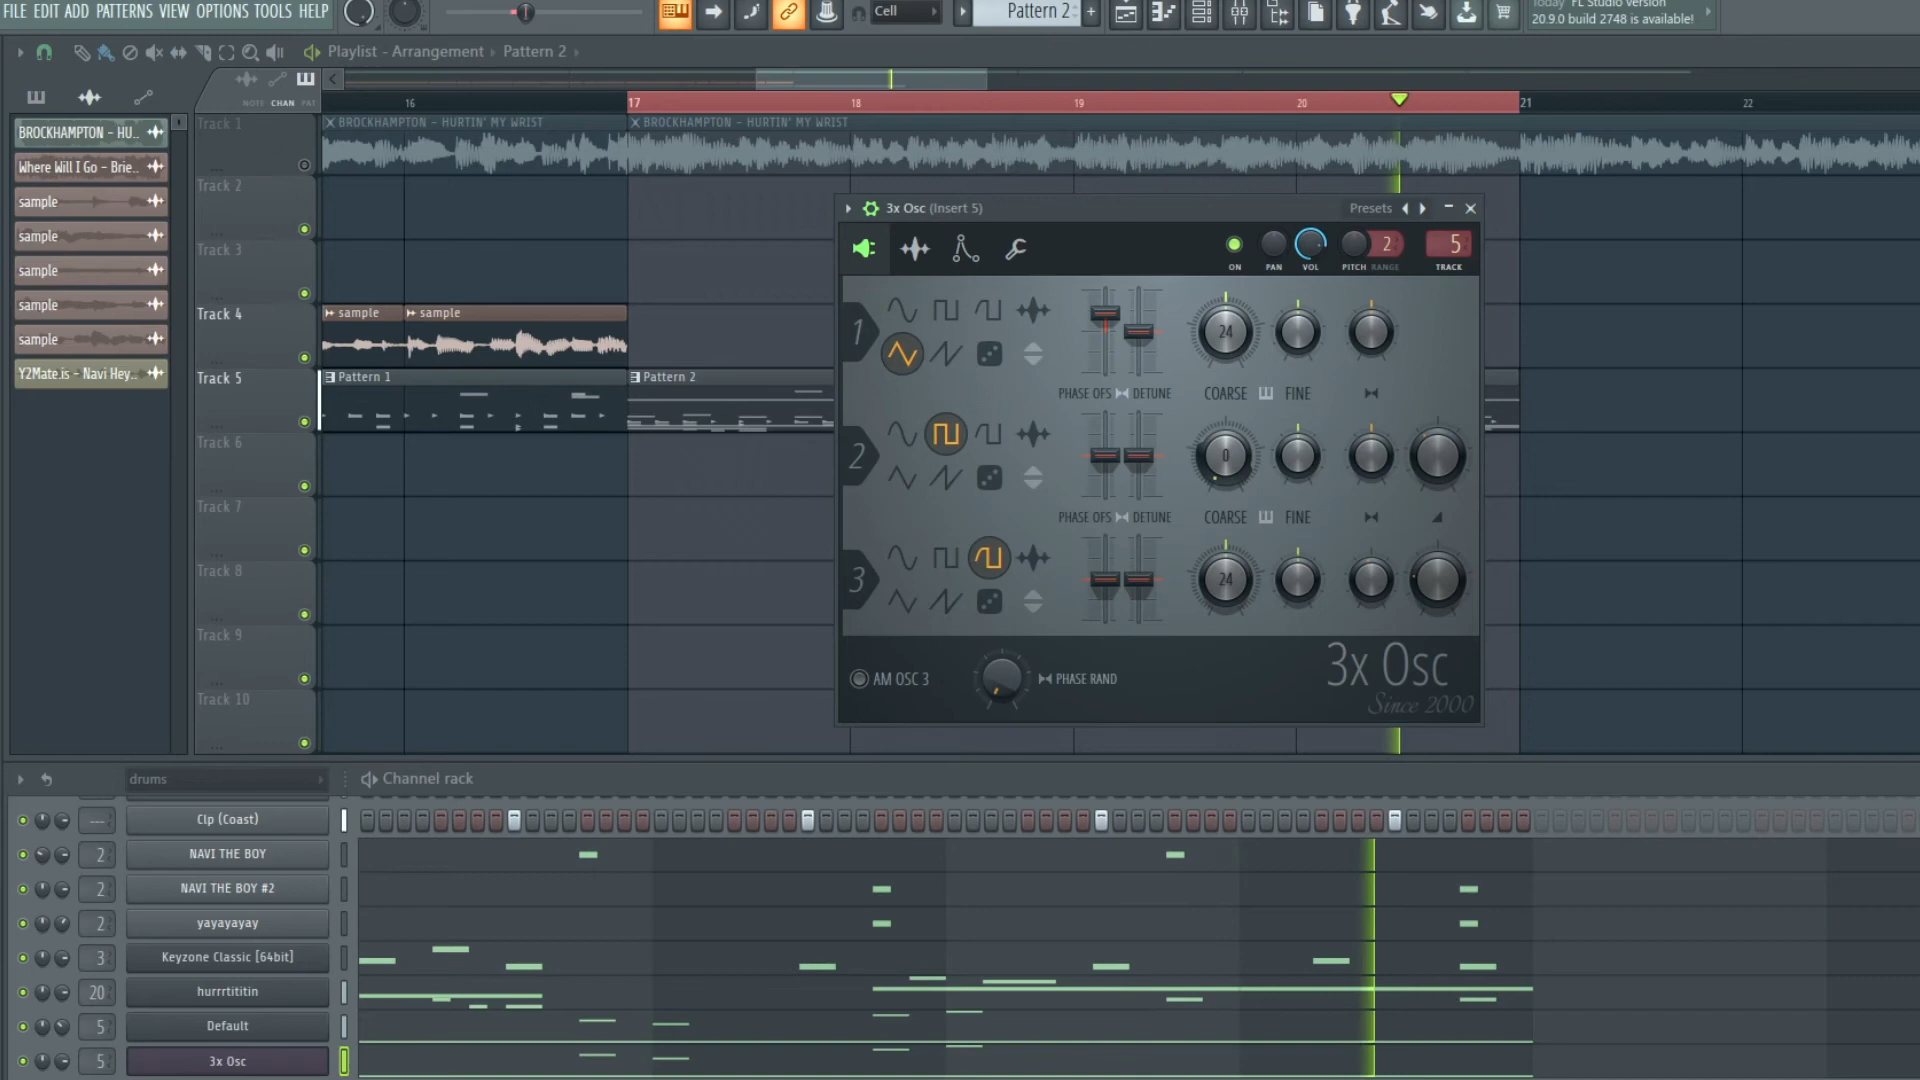 FILE EDIT ADD PATTERNS VIEW OPTIONS TOOLS HELP
Cell
Pattern 2
Today FL Studio version
20.9.0 build 2748 is available!
Playlist - Arrangement Pattern 2
NOTE CHAN PAT
16 17 18 19 20 21 22
BROCKHAMPTON - HU..
Where Will I Go - Brie..
sample
sample
sample
sample
sample
Y2Mate.is - Navi Hey..
Track 1
BROCKHAMPTON - HURTIN' MY WRIST
BROCKHAMPTON - HURTIN' MY WRIST
Track 2
Track 3
Track 4
sample
sample
Track 5
Pattern 1
Pattern 2
Track 6
Track 7
Track 8
Track 9
Track 10
3x Osc (Insert 5)
Presets
2
5
ON PAN VOL PITCH RANGE TRACK
1
24
PHASE OFS DETUNE COARSE FINE
2
0
PHASE OFS DETUNE COARSE FINE
3
24
AM OSC 3
PHASE RAND
3x Osc
Since 2000
drums
Channel rack
--- Clp (Coast)
2 NAVI THE BOY
2 NAVI THE BOY #2
2 yayayayay
3 Keyzone Classic [64bit]
20 hurrrtititin
5 Default
5 3x Osc